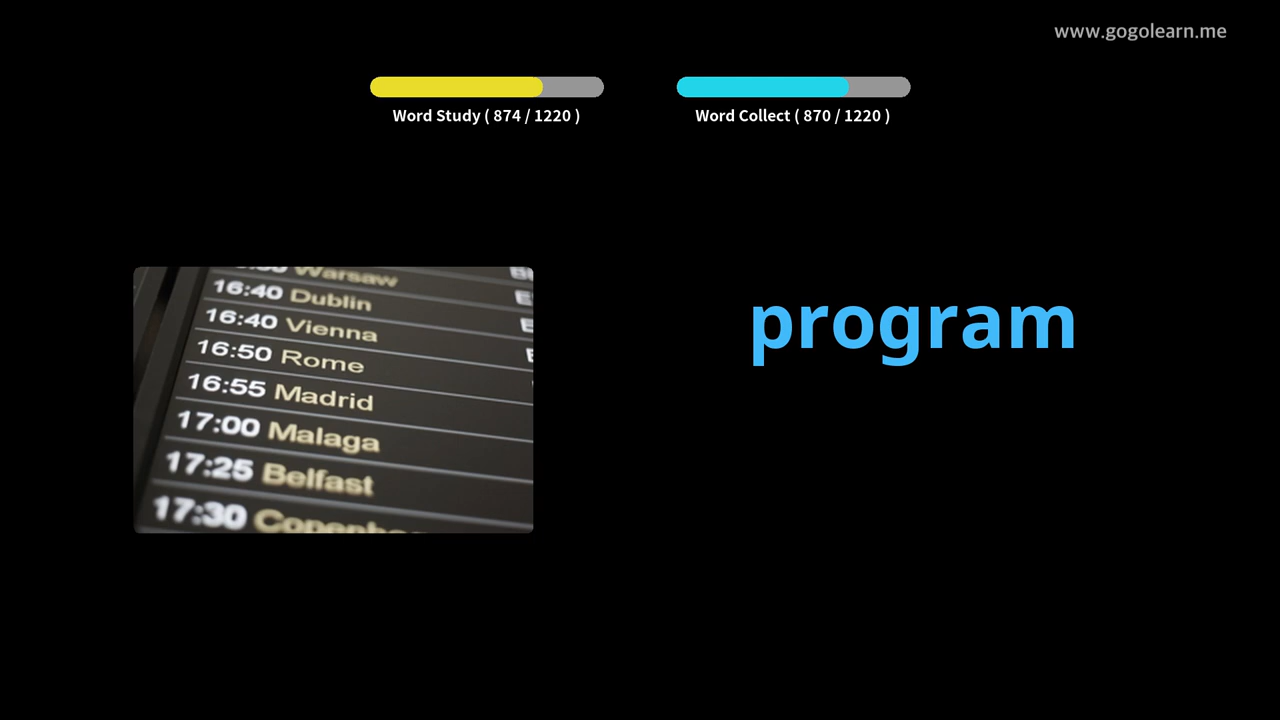 www.gogolearn.me
Word Study ( 874 / 1220 )
Word Collect ( 870 / 1220 )
Warsaw
16:40 Dublin
16:40 Vienna
16:50 Rome
16:55 Madrid
17:00 Malaga
17:25 Belfast
17:30
program